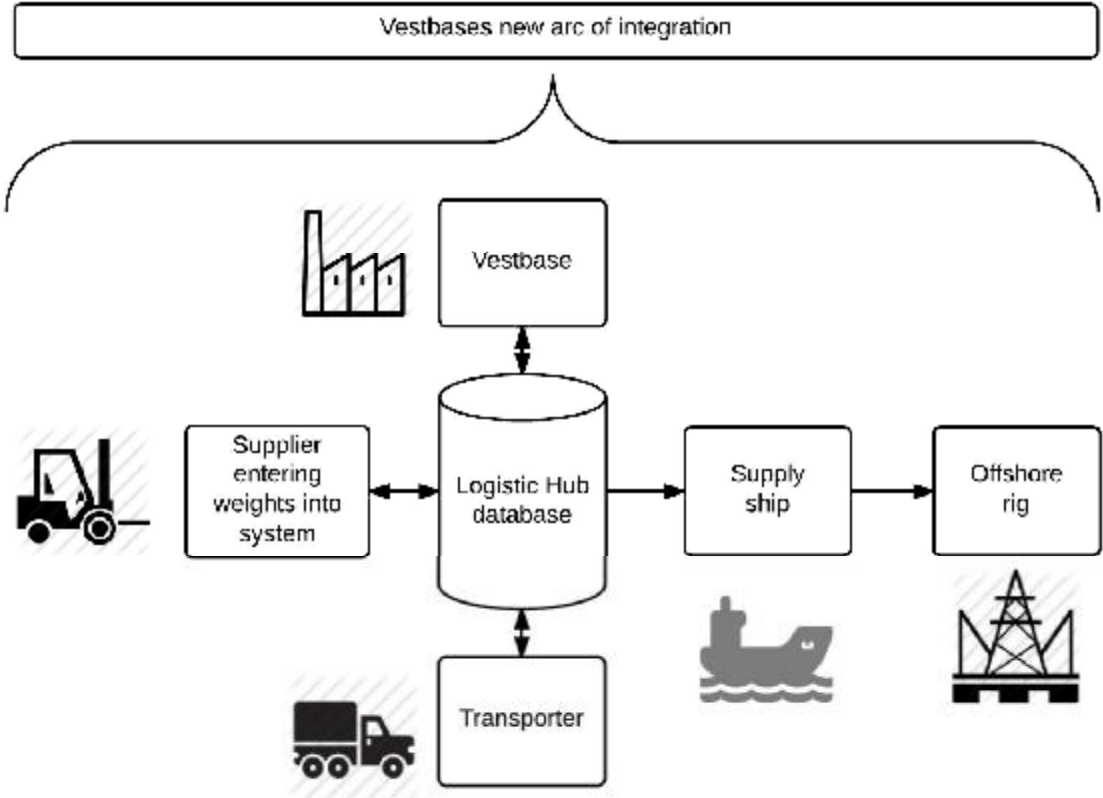 Vestbases new arc of integration
Vestbase
Supplier
entering
weights into
system
Logistic Hub
database
Supply
ship
Offshore
rig
Transporter